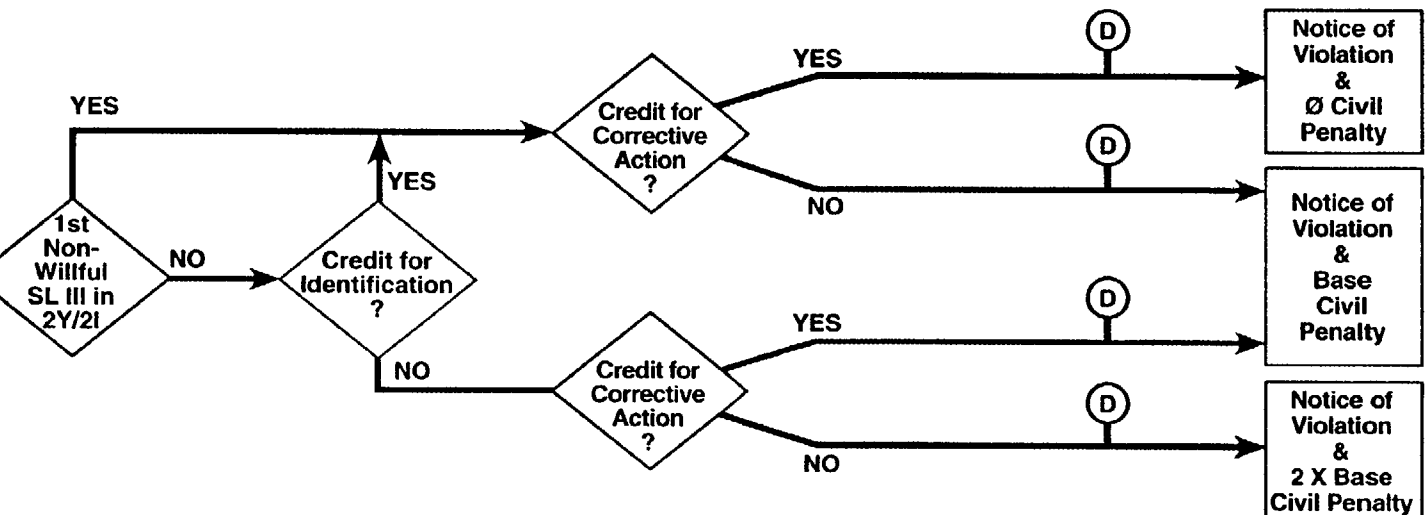 YES
1st
Non-
Willful
SL III in
2Y/2I
NO
YES
Credit for
Identification
?
NO
Credit for
Corrective
Action
?
YES
D
NO
D
Notice of
Violation
&
Ø Civil
Penalty
Credit for
Corrective
Action
?
YES
D
NO
D
Notice of
Violation
&
Base
Civil
Penalty
Notice of
Violation
&
2 X Base
Civil Penalty